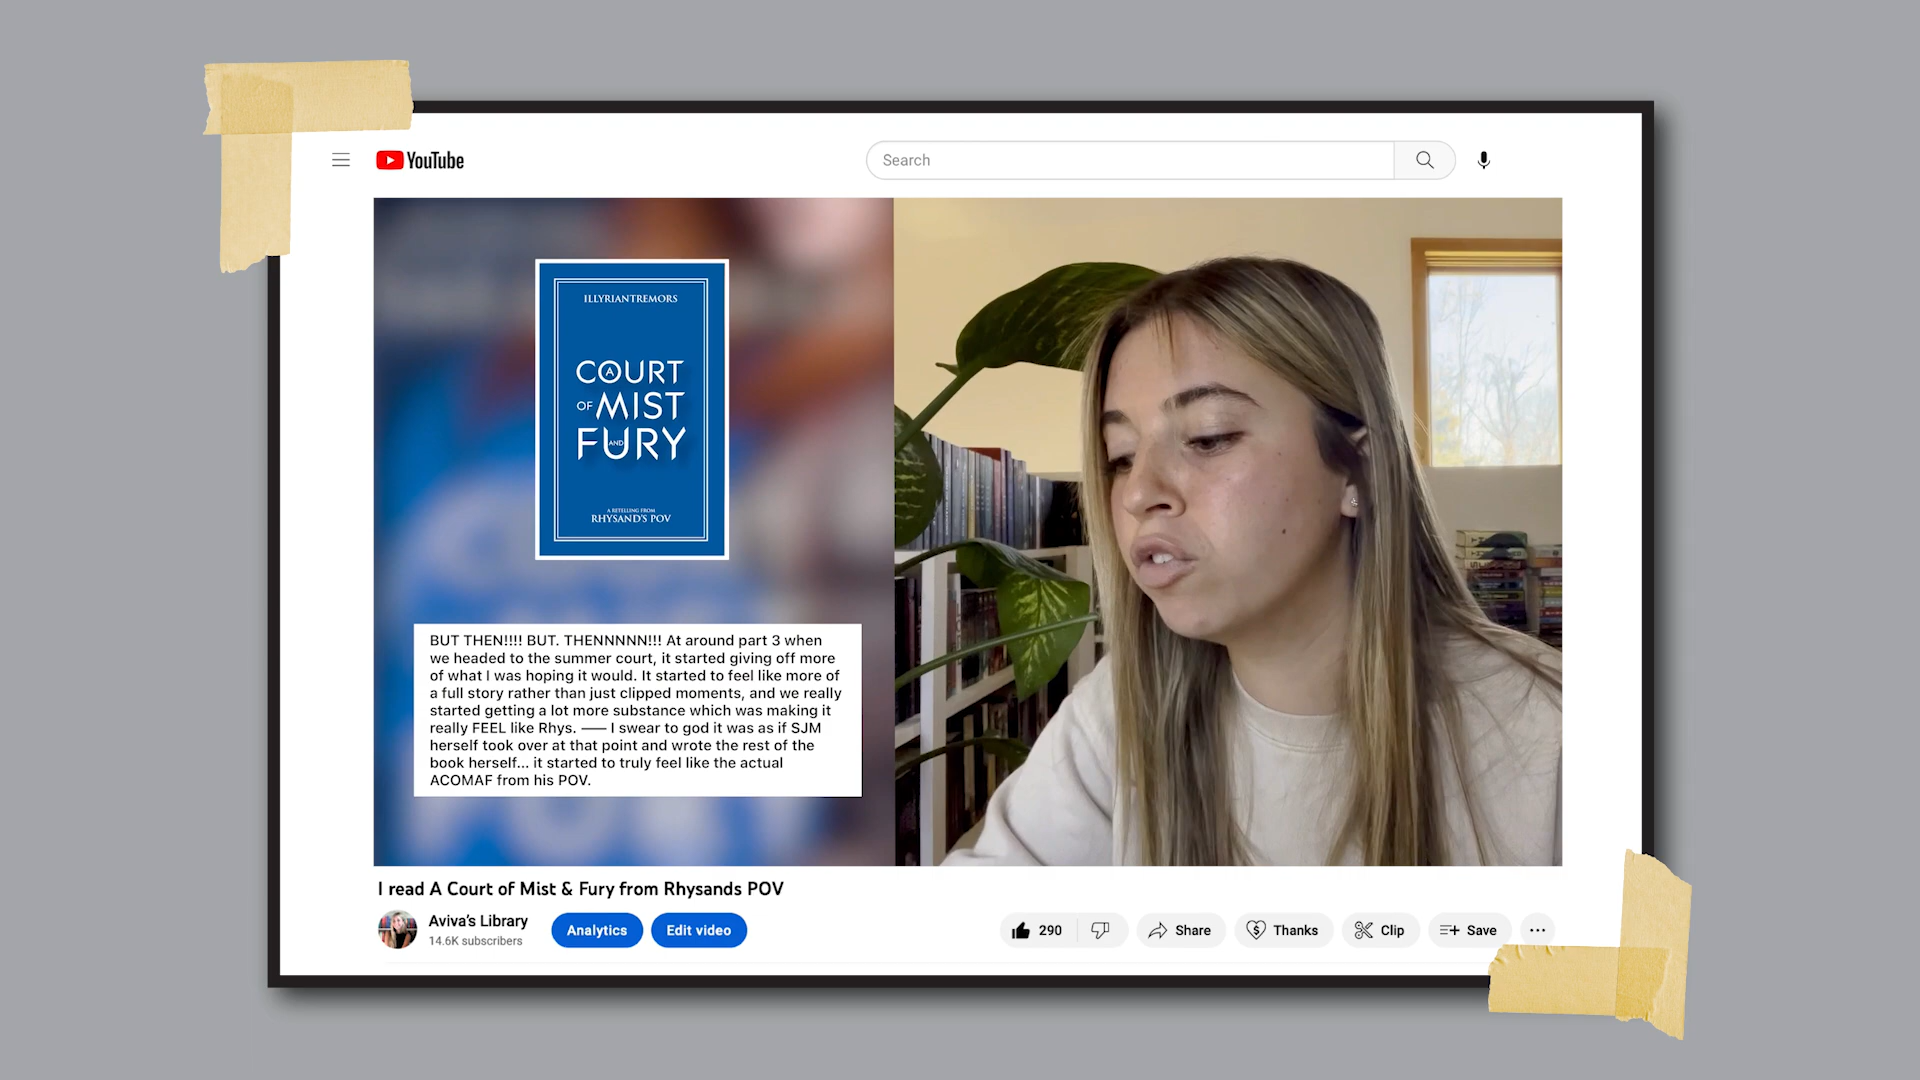 YouTube
Search
ILLYRIANTREMORS
A COURT
OF MIST
AND FURY
A RETELLING FROM
RHYSAND'S POV
BUT THEN!!!! BUT. THENNNNN!!! At around part 3 when
we headed to the summer court, it started giving off more
of what I was hoping it would. It started to feel like more of
a full story rather than just clipped moments, and we really
started getting a lot more substance which was making it
really FEEL like Rhys. —— I swear to god it was as if SJM
herself took over at that point and wrote the rest of the
book herself... it started to truly feel like the actual
ACOMAF from his POV.
I read A Court of Mist & Fury from Rhysands POV
Aviva's Library
14.6K subscribers
Analytics
Edit video
290
Share
Thanks
Clip
Save